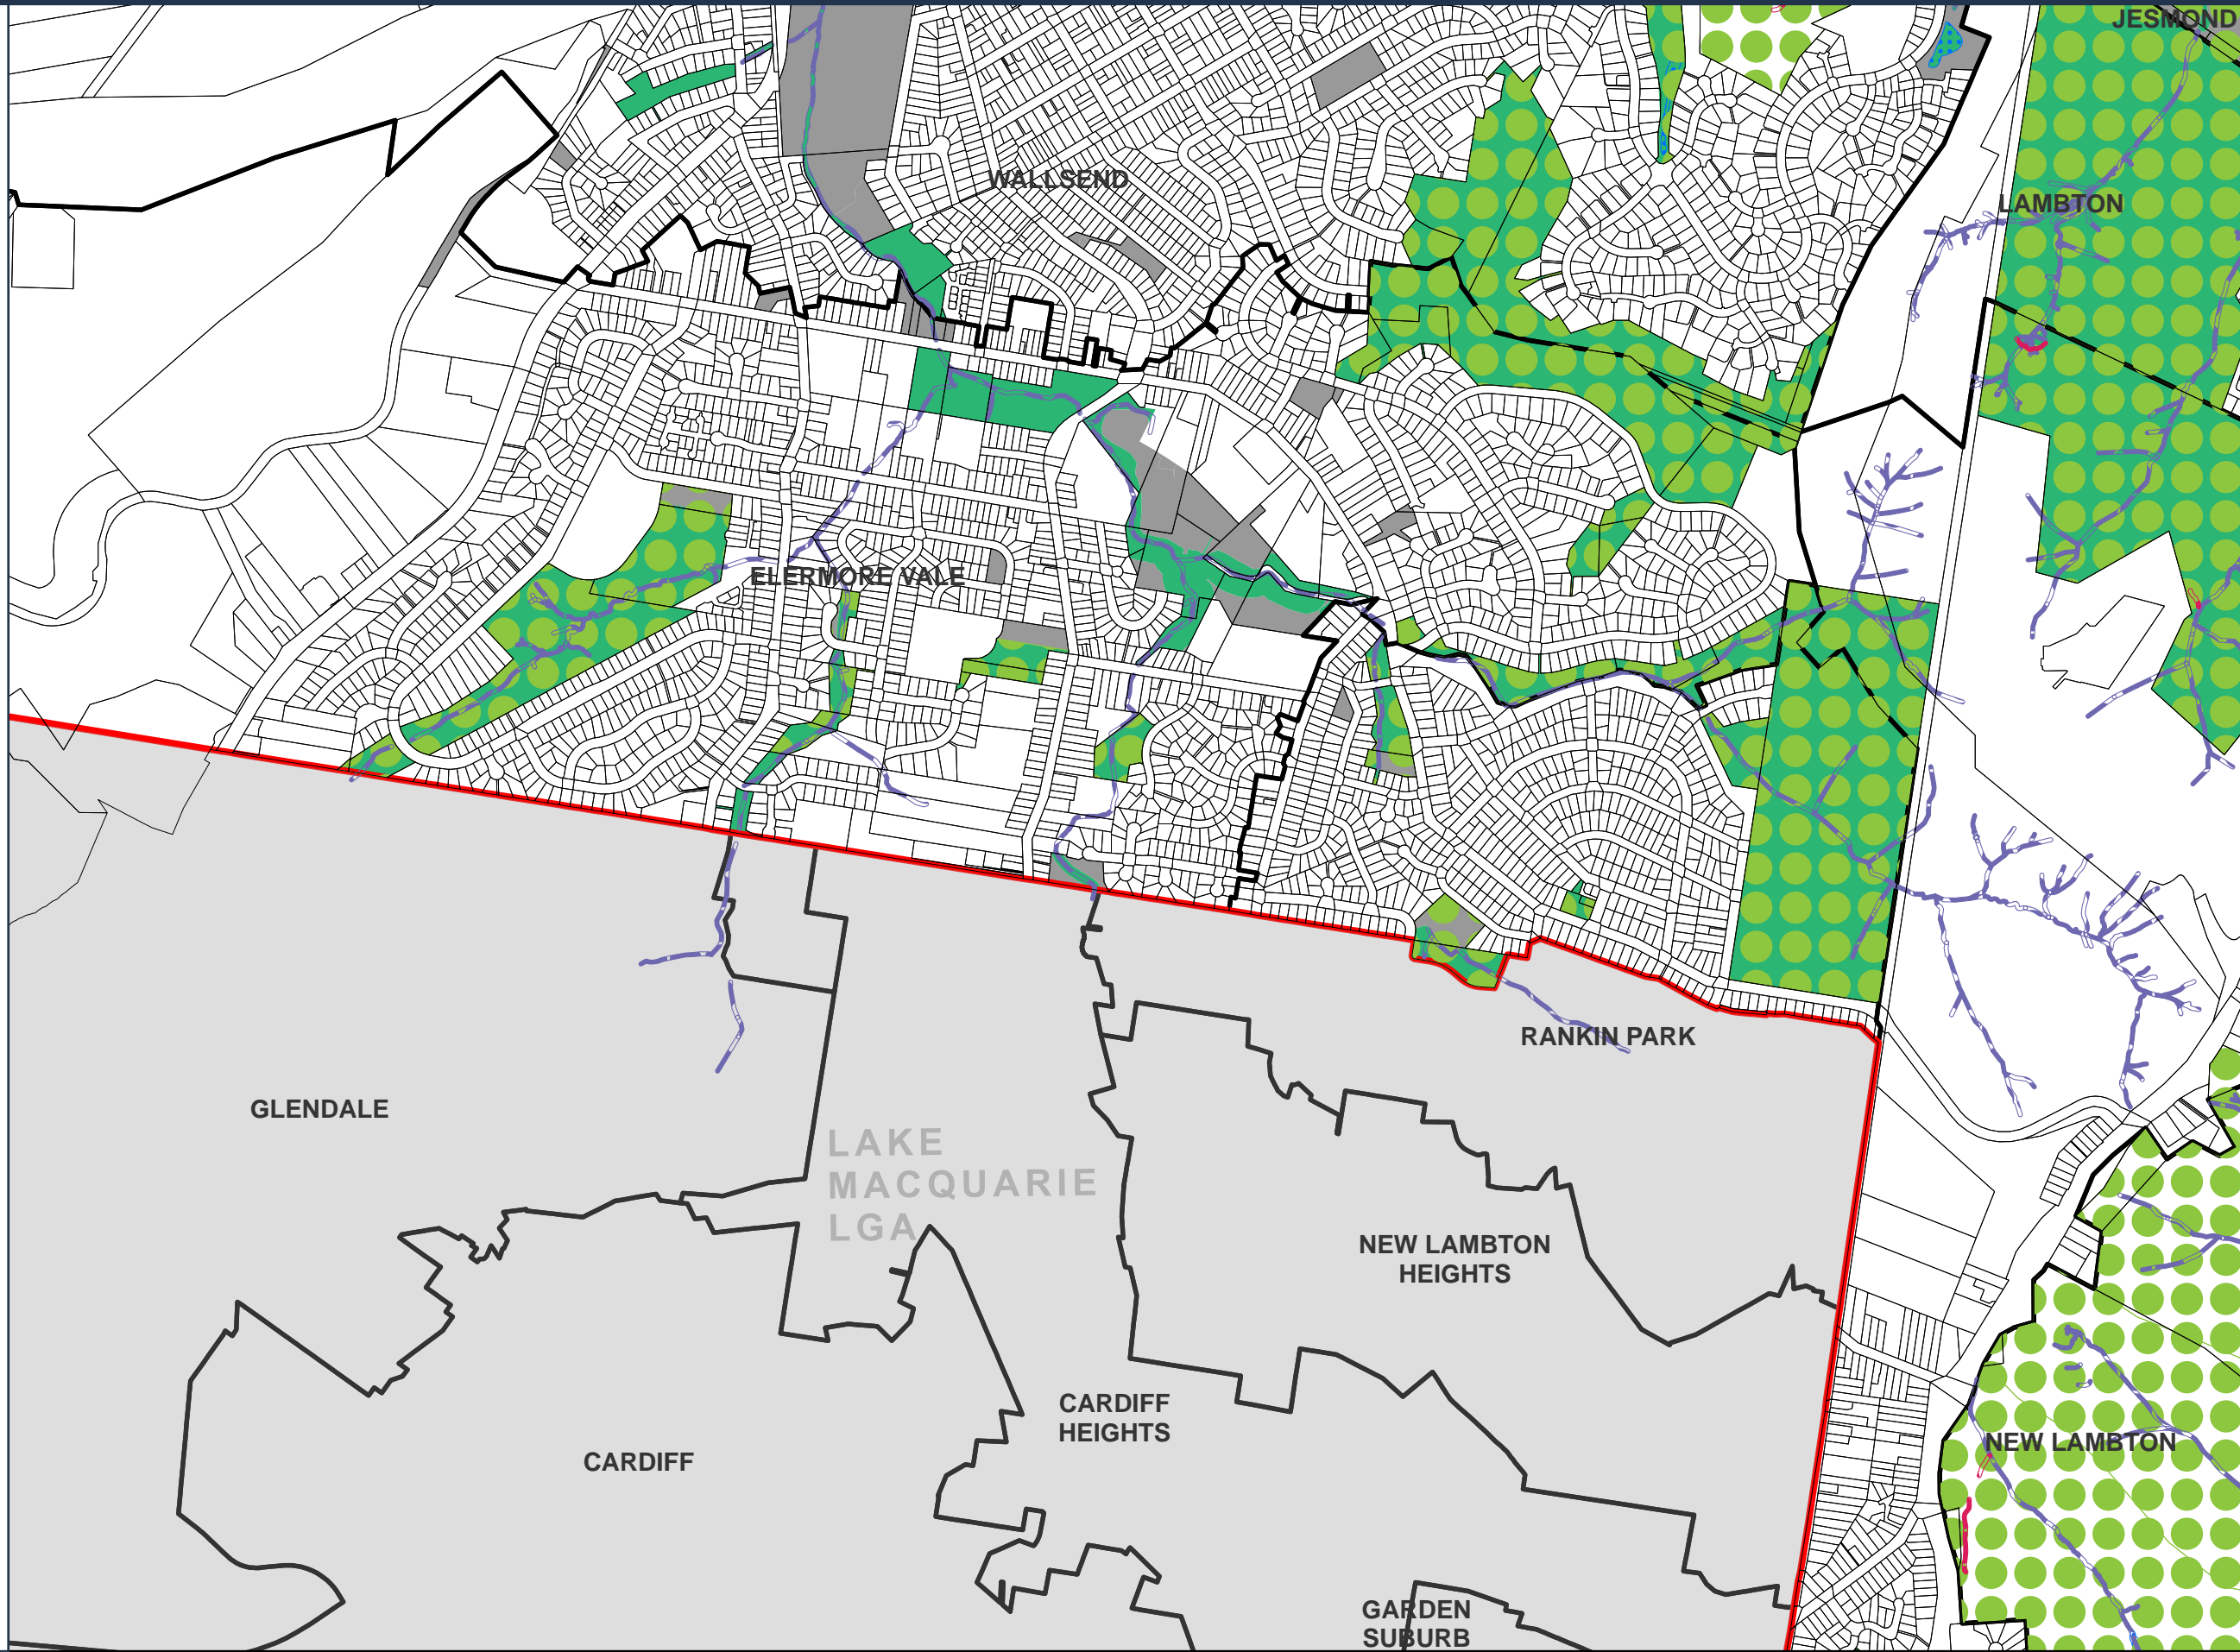 JESMOND
WALLSEND
LAMBTON
ELERMORE VALE
RANKIN PARK
GLENDALE
LAKE
MACQUARIE
LGA
NEW LAMBTON
HEIGHTS
CARDIFF
HEIGHTS
NEW LAMBTON
CARDIFF
GARDEN
SUBURB